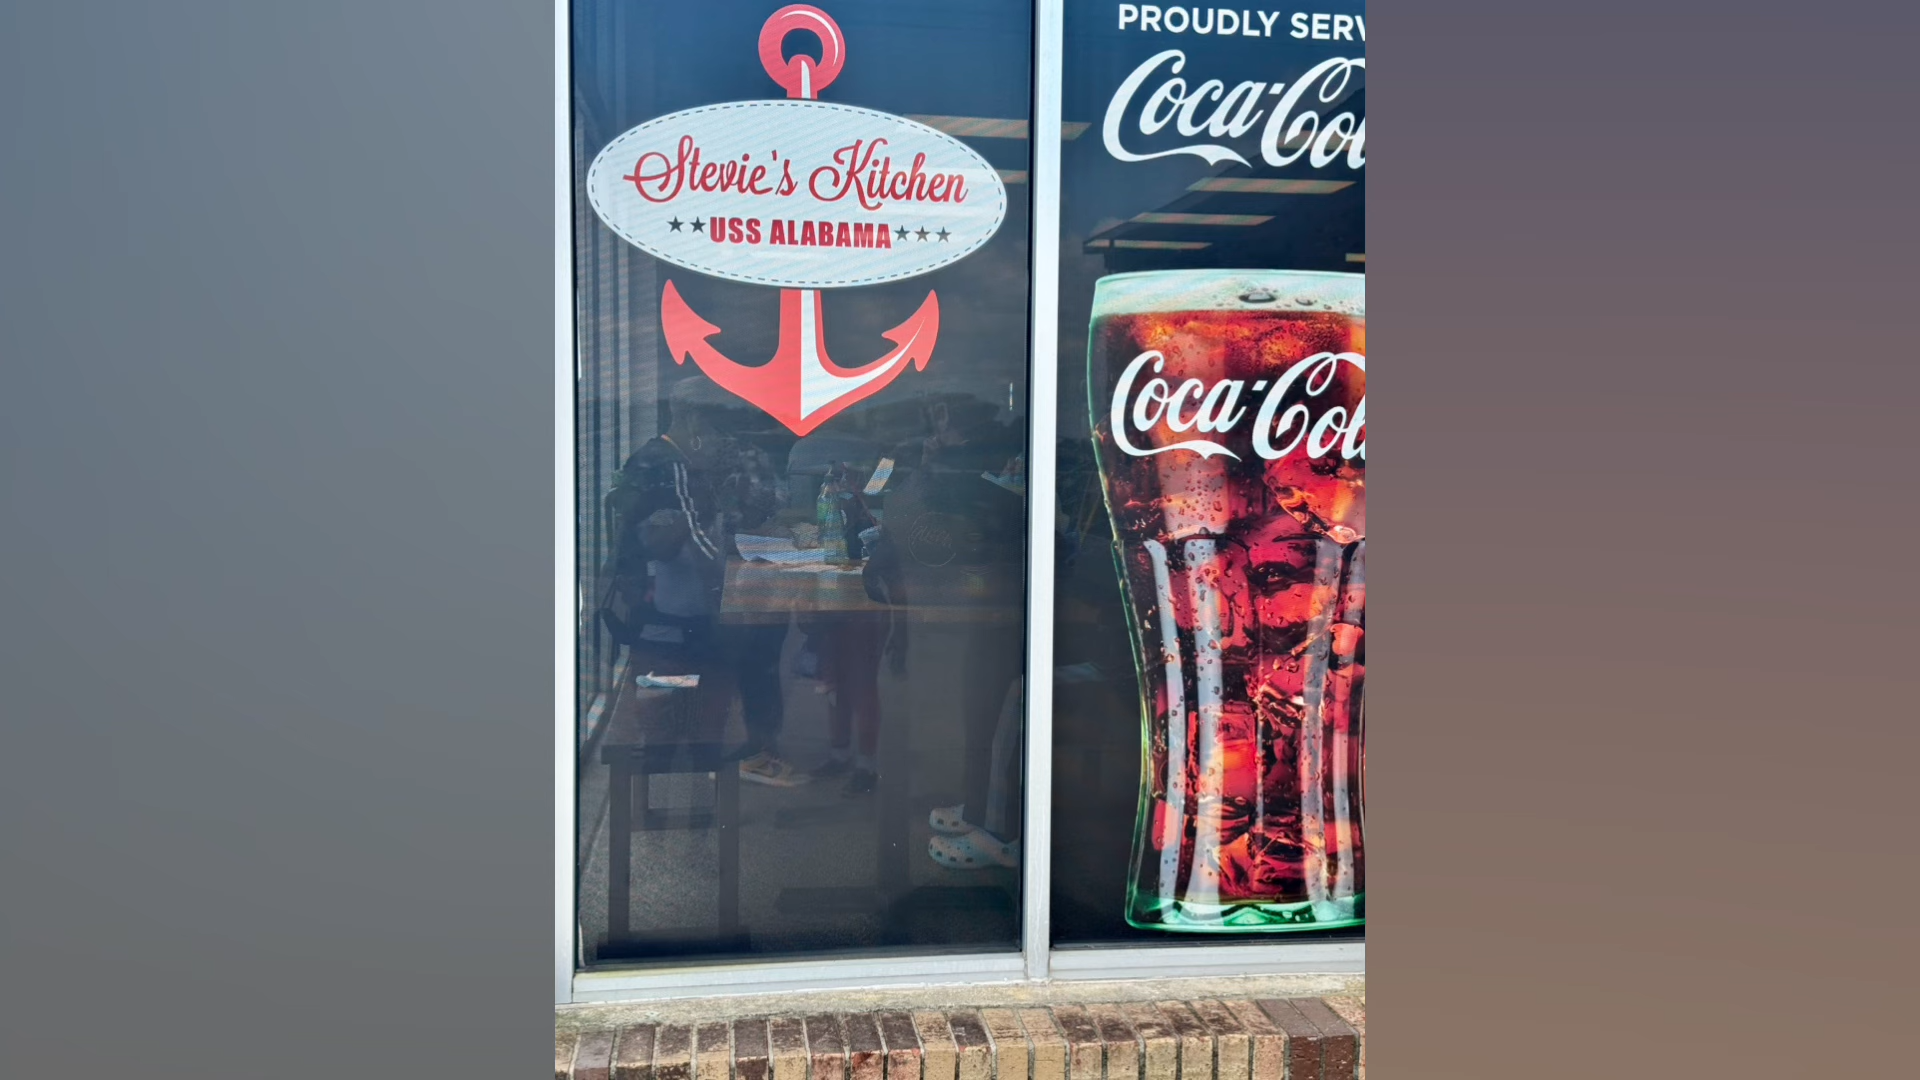 Stevie's Kitchen
★★USS ALABAMA★★★
PROUDLY SERV
Coca-Col
Coca-Col